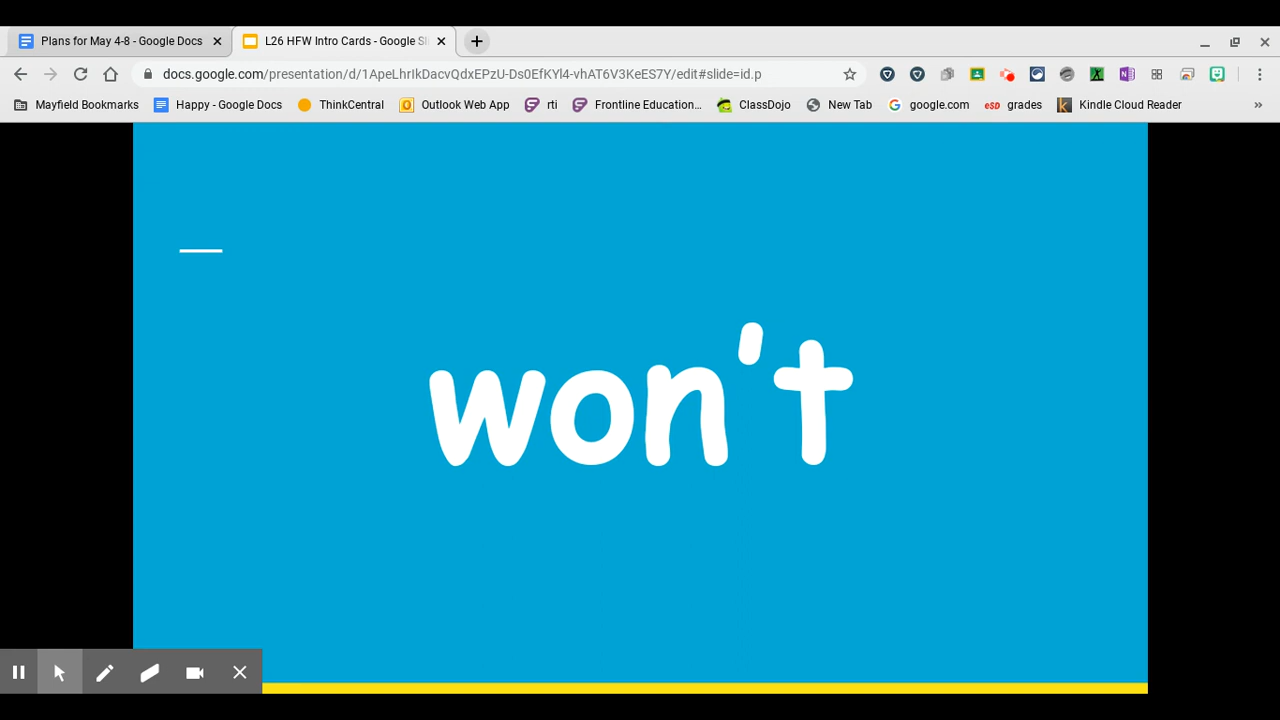 Plans for May 4-8 - Google Docs
L26 HFW Intro Cards - Google Sl
docs.google.com/presentation/d/1ApeLhrIkDacvQdxEPzU-Ds0EfKYl4-vhAT6V3KeES7Y/edit#slide=id.p
Mayfield Bookmarks Happy - Google Docs ThinkCentral Outlook Web App rti Frontline Education... ClassDojo New Tab google.com esD grades Kindle Cloud Reader »
won't